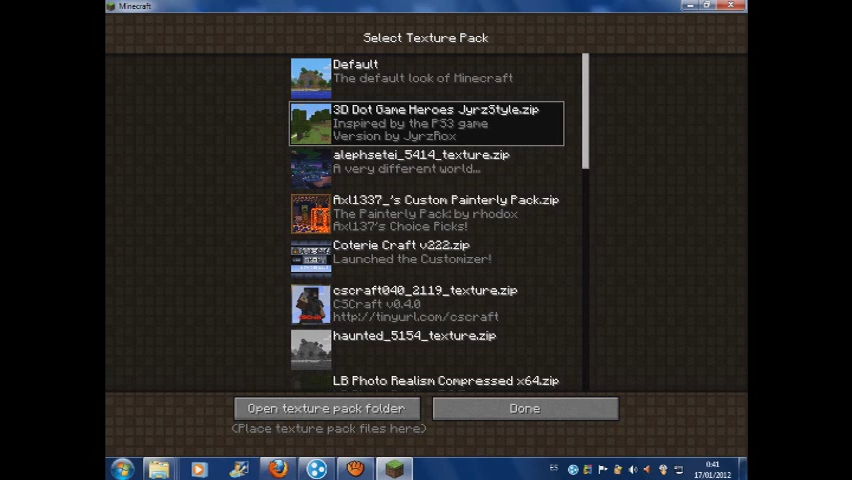 Minecraft
Select Texture Pack
Default
The default look of Minecraft
3D Dot Game Heroes JyrzStyle.zip
Inspired by the PS3 game
Version by JyrzRox
alephsetei_5414_texture.zip
A very different world...
Axl1337_'s Custom Painterly Pack.zip
The Painterly Pack: by rhodox
Axl137's Choice Picks!
Coterie Craft v222.zip
Launched the Customizer!
cscraft040_2119_texture.zip
CSCraft v0.4.0
http://tinyurl.com/cscraft
haunted_5154_texture.zip
LB Photo Realism Compressed x64.zip
Open texture pack folder
Done
(Place texture pack files here)
ES
0:41
17/01/2012